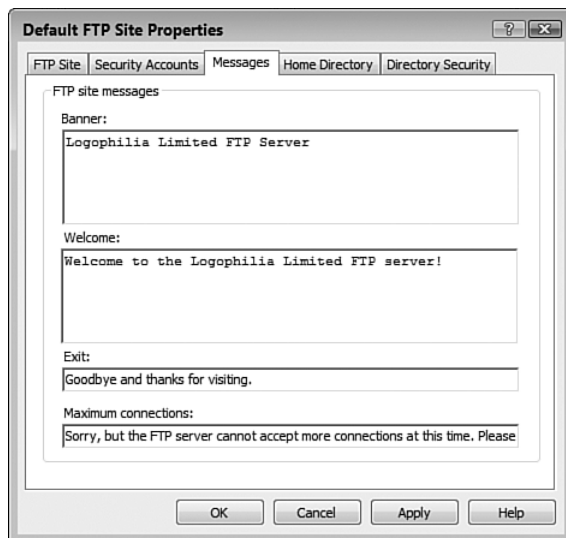 Default FTP Site Properties
FTP Site Security Accounts Messages Home Directory Directory Security
FTP site messages
Banner:
Logophilia Limited FTP Server
Welcome:
Welcome to the Logophilia Limited FTP server!
Exit:
Goodbye and thanks for visiting.
Maximum connections:
Sorry, but the FTP server cannot accept more connections at this time. Please
OK Cancel Apply Help